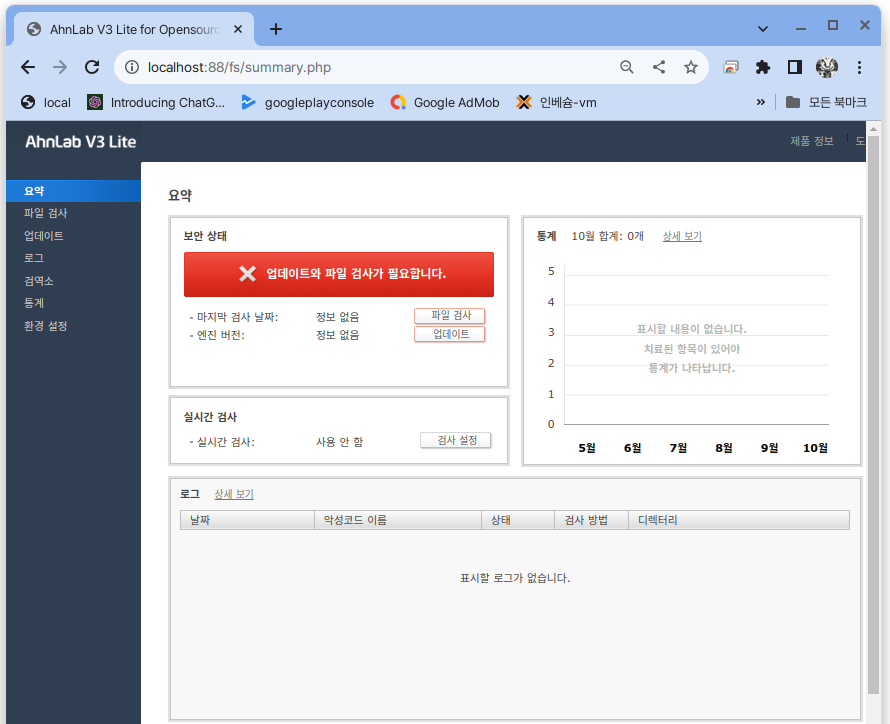 AhnLab V3 Lite for Opensourc
localhost:88/fs/summary.php
local
Introducing ChatG...
googleplayconsole
Google AdMob
인베슘-vm
»
모든 북마크
AhnLab V3 Lite
제품 정보
도
요약
파일 검사
업데이트
로그
검역소
통계
환경 설정
요약
보안 상태
업데이트와 파일 검사가 필요합니다.
- 마지막 검사 날짜: 정보 없음 파일 검사
- 엔진 버전: 정보 없음 업데이트
실시간 검사
- 실시간 검사: 사용 안 함 검사 설정
통계 10월 합계: 0개 상세 보기
5
4
3
2
1
0
표시할 내용이 없습니다.
치료된 항목이 있어야
통계가 나타납니다.
5월 6월 7월 8월 9월 10월
로그 상세 보기
날짜 악성코드 이름 상태 검사 방법 디렉터리
표시할 로그가 없습니다.